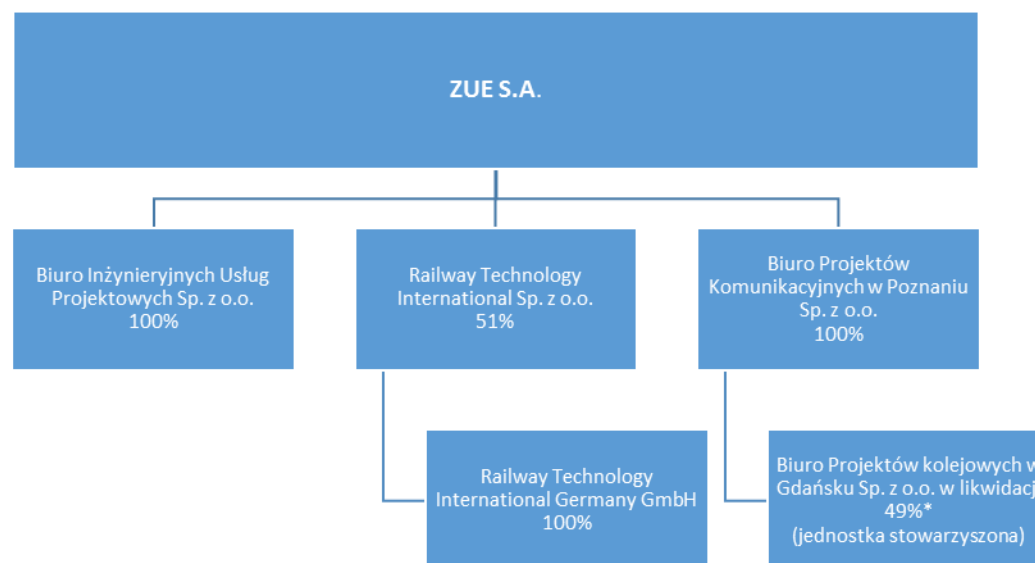 ZUE S.A.
Biuro Inżynieryjnych Usług
Projektowych Sp. z o.o.
100%
Railway Technology
International Sp. z o.o.
51%
Biuro Projektów
Komunikacyjnych w Poznaniu
Sp. z o.o.
100%
Railway Technology
International Germany GmbH
100%
Biuro Projektów kolejowych w
Gdańsku Sp. z o.o. w likwidacj
49%*
(jednostka stowarzyszona)